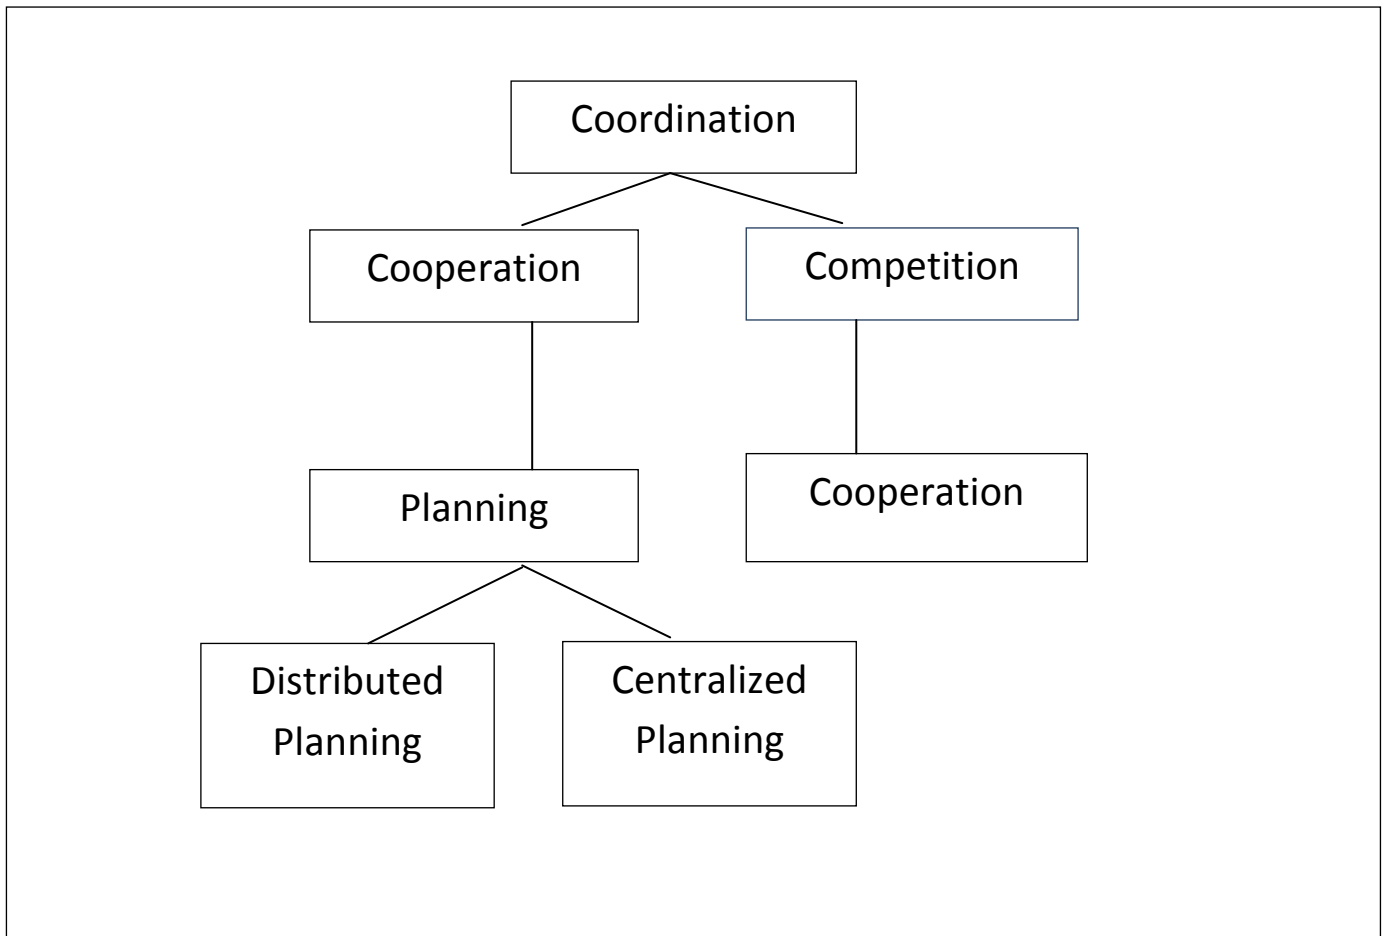 Coordination
Cooperation
Competition
Planning
Cooperation
Distributed
Planning
Centralized
Planning